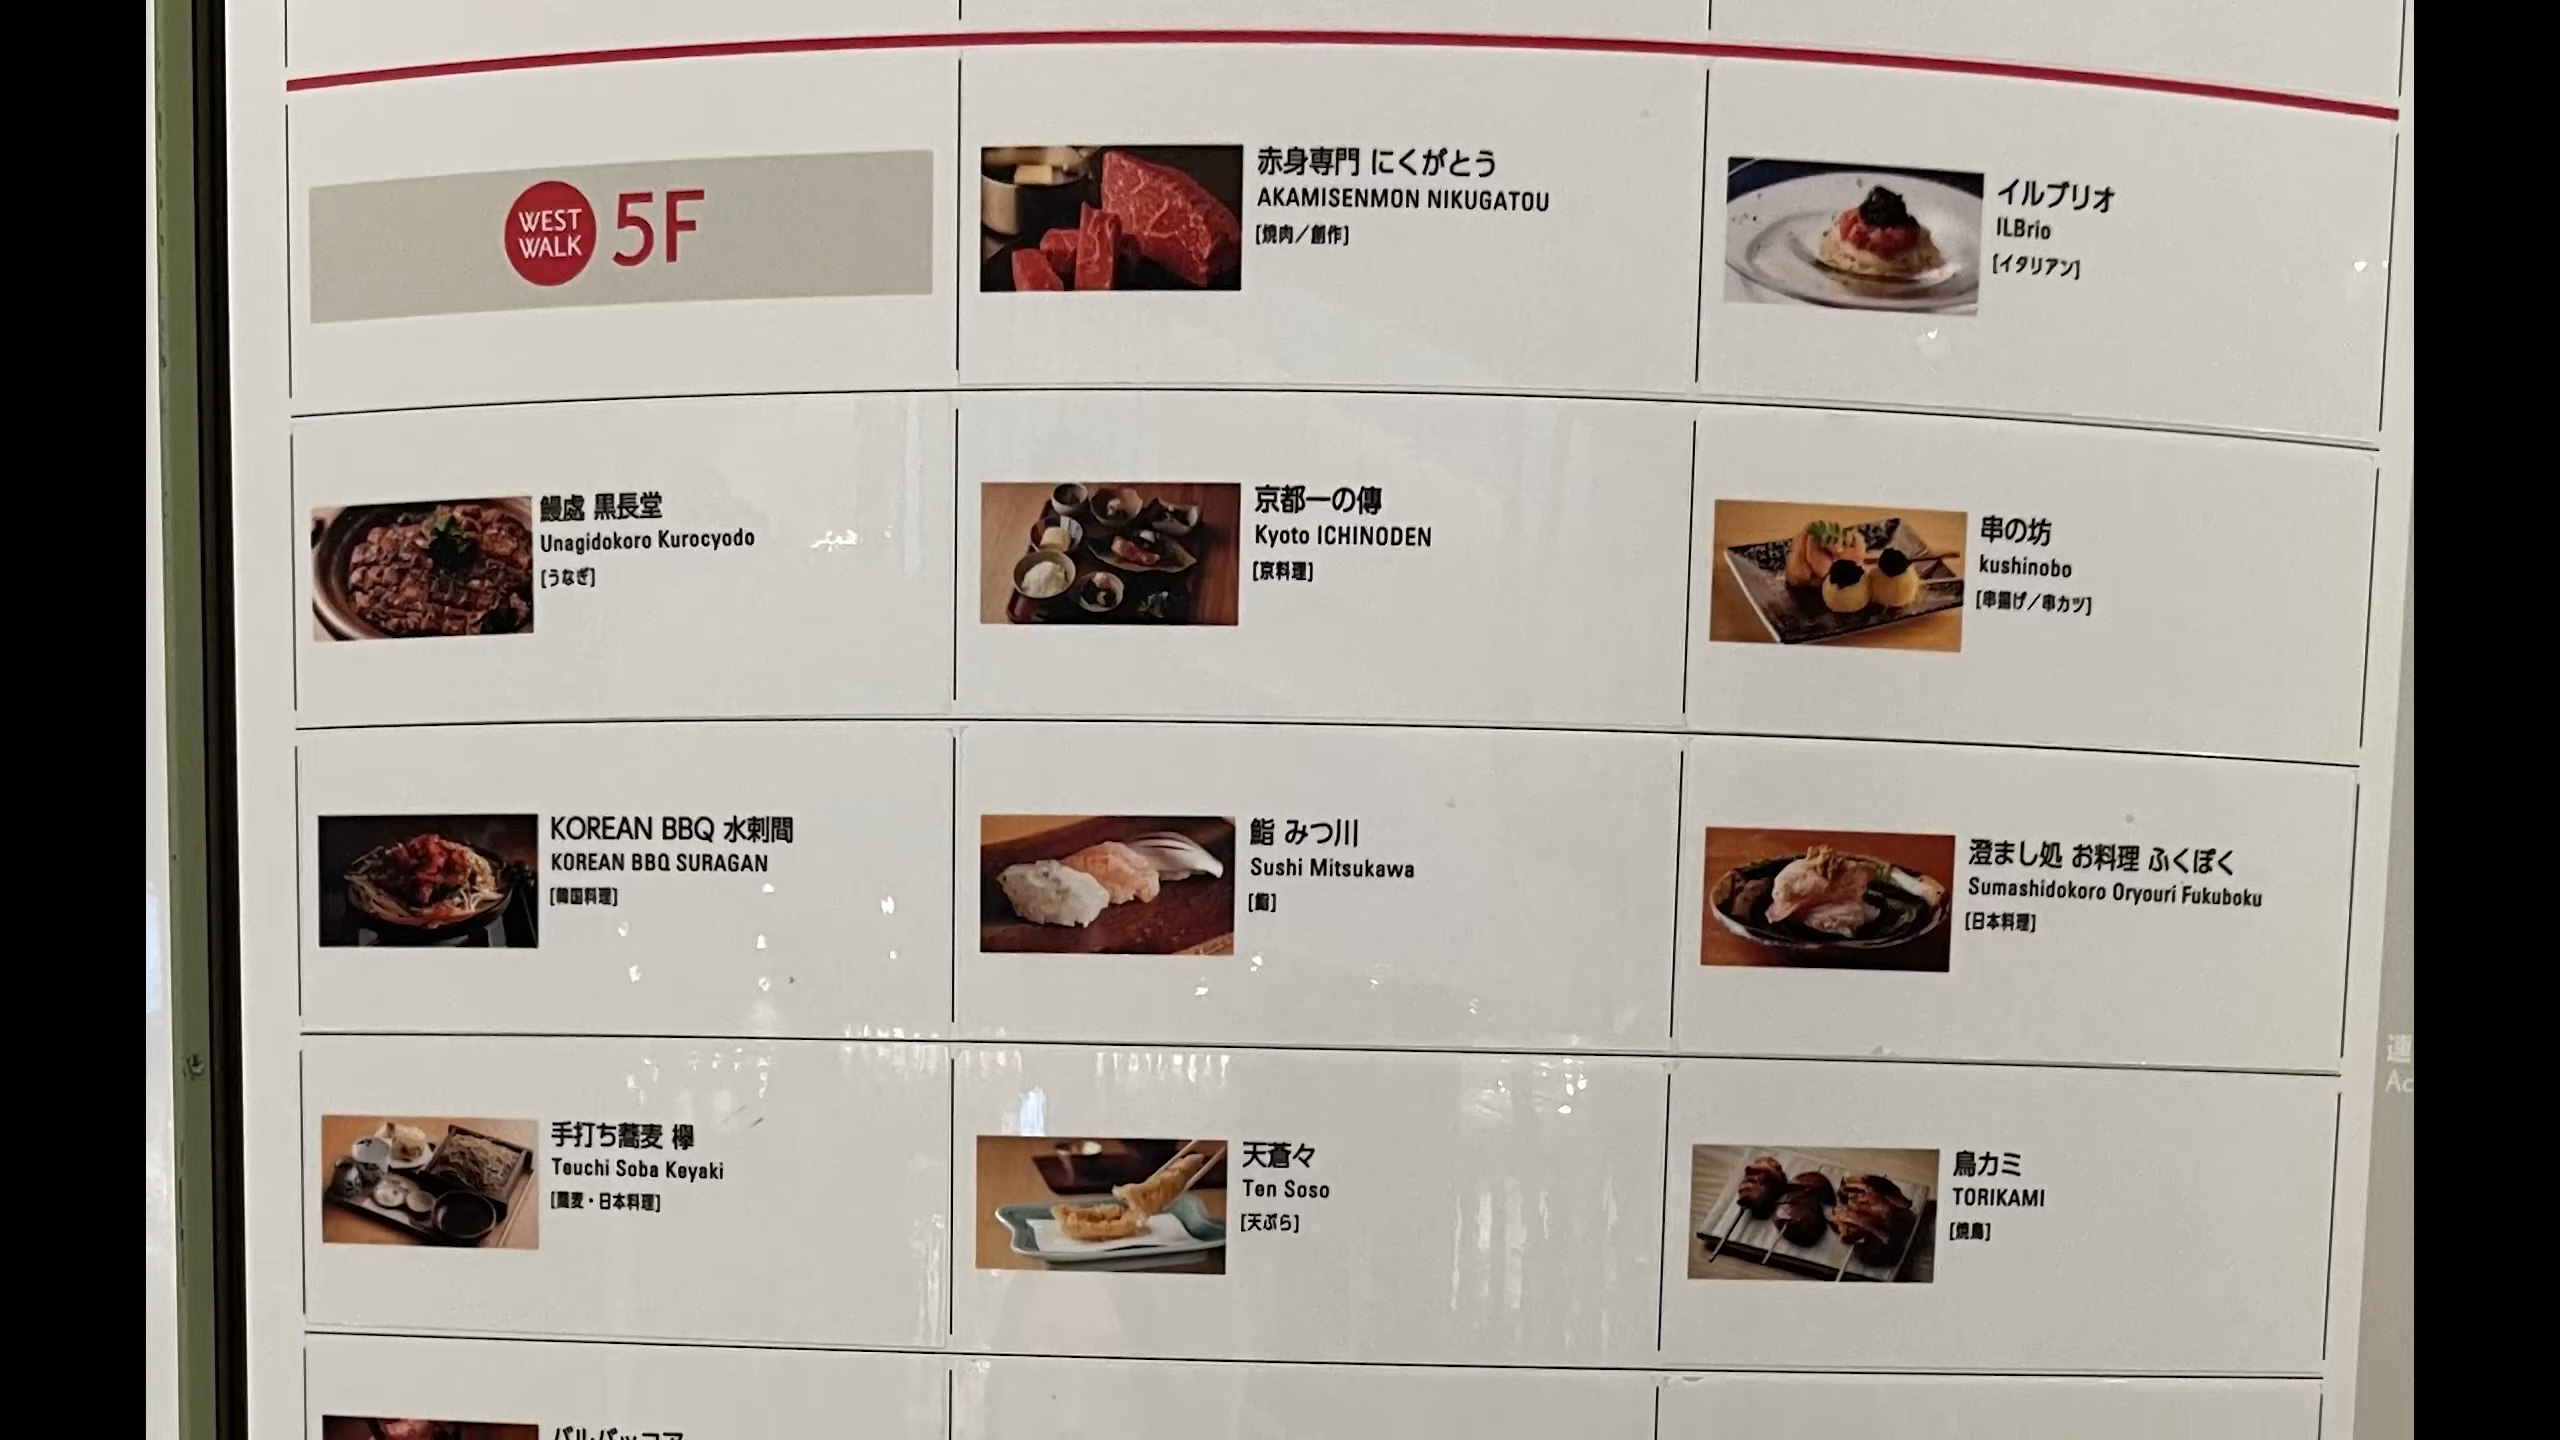 WEST
WALK
5F
赤身専門 にくがとう
AKAMISENMON NIKUGATOU
[焼肉／創作]
イルブリオ
ILBrio
[イタリアン]
鰻處 黒長堂
Unagidokoro Kurocyodo
[うなぎ]
京都一の傳
Kyoto ICHINODEN
[京料理]
串の坊
kushinobo
[串揚げ／串カツ]
KOREAN BBQ 水刺間
KOREAN BBQ SURAGAN
[韓国料理]
鮨 みつ川
Sushi Mitsukawa
[鮨]
澄まし処 お料理 ふくぼく
Sumashidokoro Oryouri Fukuboku
[日本料理]
手打ち蕎麦 欅
Teuchi Soba Keyaki
[蕎麦・日本料理]
天蒼々
Ten Soso
[天ぷら]
鳥カミ
TORIKAMI
[焼鳥]
バルバッコア